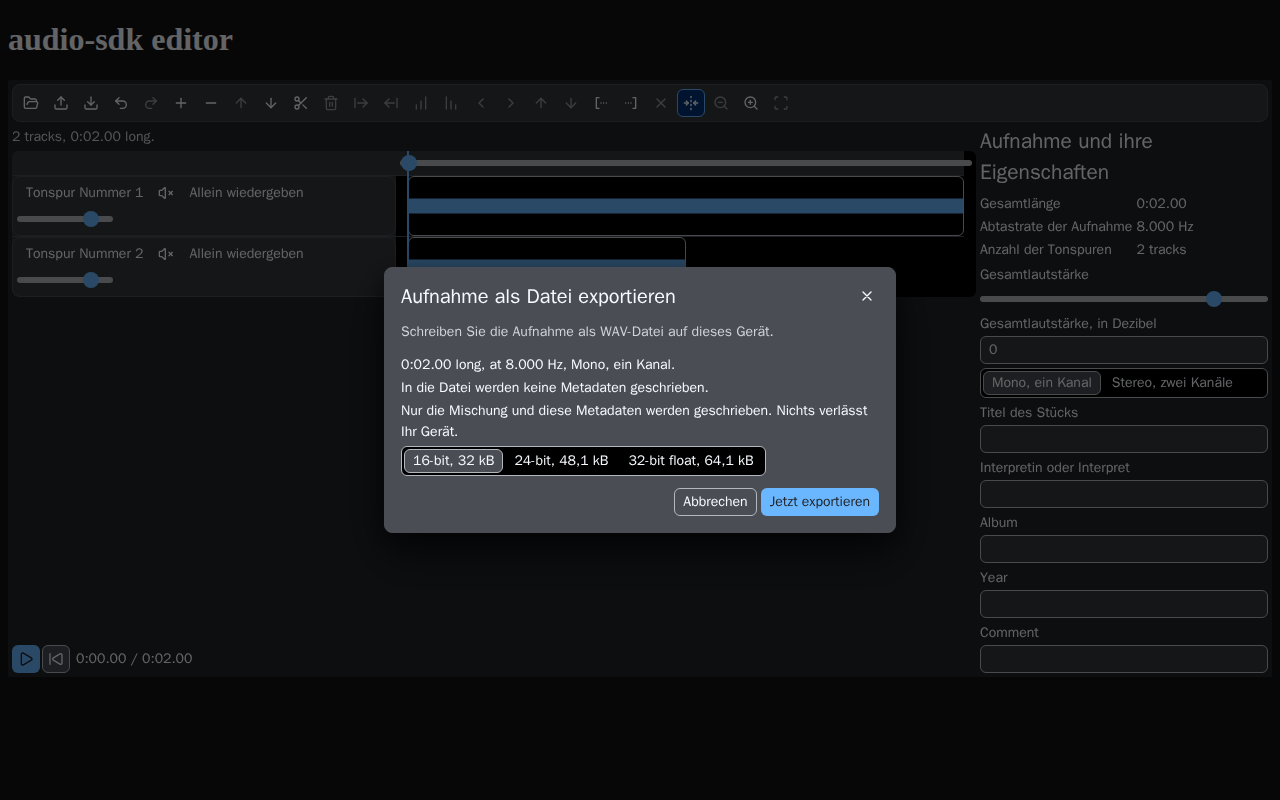 audio-sdk editor
2 tracks, 0:02.00 long.
Tonspur Nummer 1 Allein wiedergeben
Tonspur Nummer 2 Allein wiedergeben
Aufnahme als Datei exportieren
Schreiben Sie die Aufnahme als WAV-Datei auf dieses Gerät.
0:02.00 long, at 8.000 Hz, Mono, ein Kanal.
In die Datei werden keine Metadaten geschrieben.
Nur die Mischung und diese Metadaten werden geschrieben. Nichts verlässt
Ihr Gerät.
16-bit, 32 kB 24-bit, 48,1 kB 32-bit float, 64,1 kB
Abbrechen Jetzt exportieren
Aufnahme und ihre
Eigenschaften
Gesamtlänge 0:02.00
Abtastrate der Aufnahme 8.000 Hz
Anzahl der Tonspuren 2 tracks
Gesamtlautstärke
Gesamtlautstärke, in Dezibel
0
Mono, ein Kanal Stereo, zwei Kanäle
Titel des Stücks
Interpretin oder Interpret
Album
Year
Comment
0:00.00 / 0:02.00